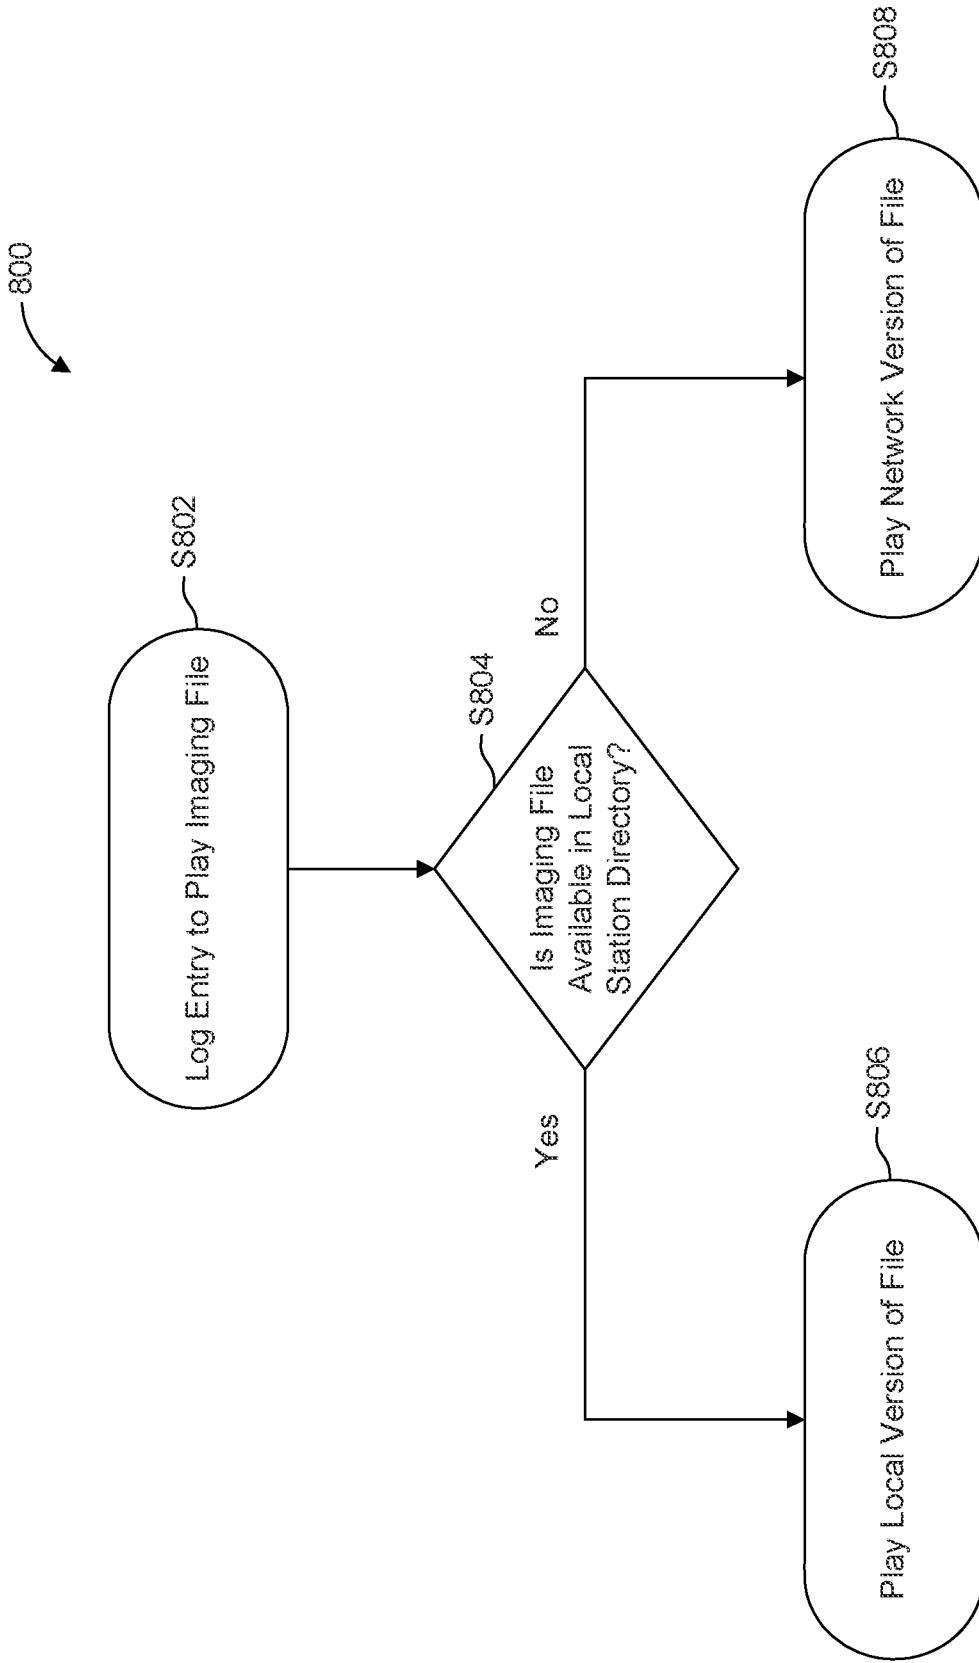 800
Log Entry to Play Imaging File
S802
S804
Is Imaging File
Available in Local
Station Directory?
Yes
No
Play Local Version of File
S806
Play Network Version of File
S808